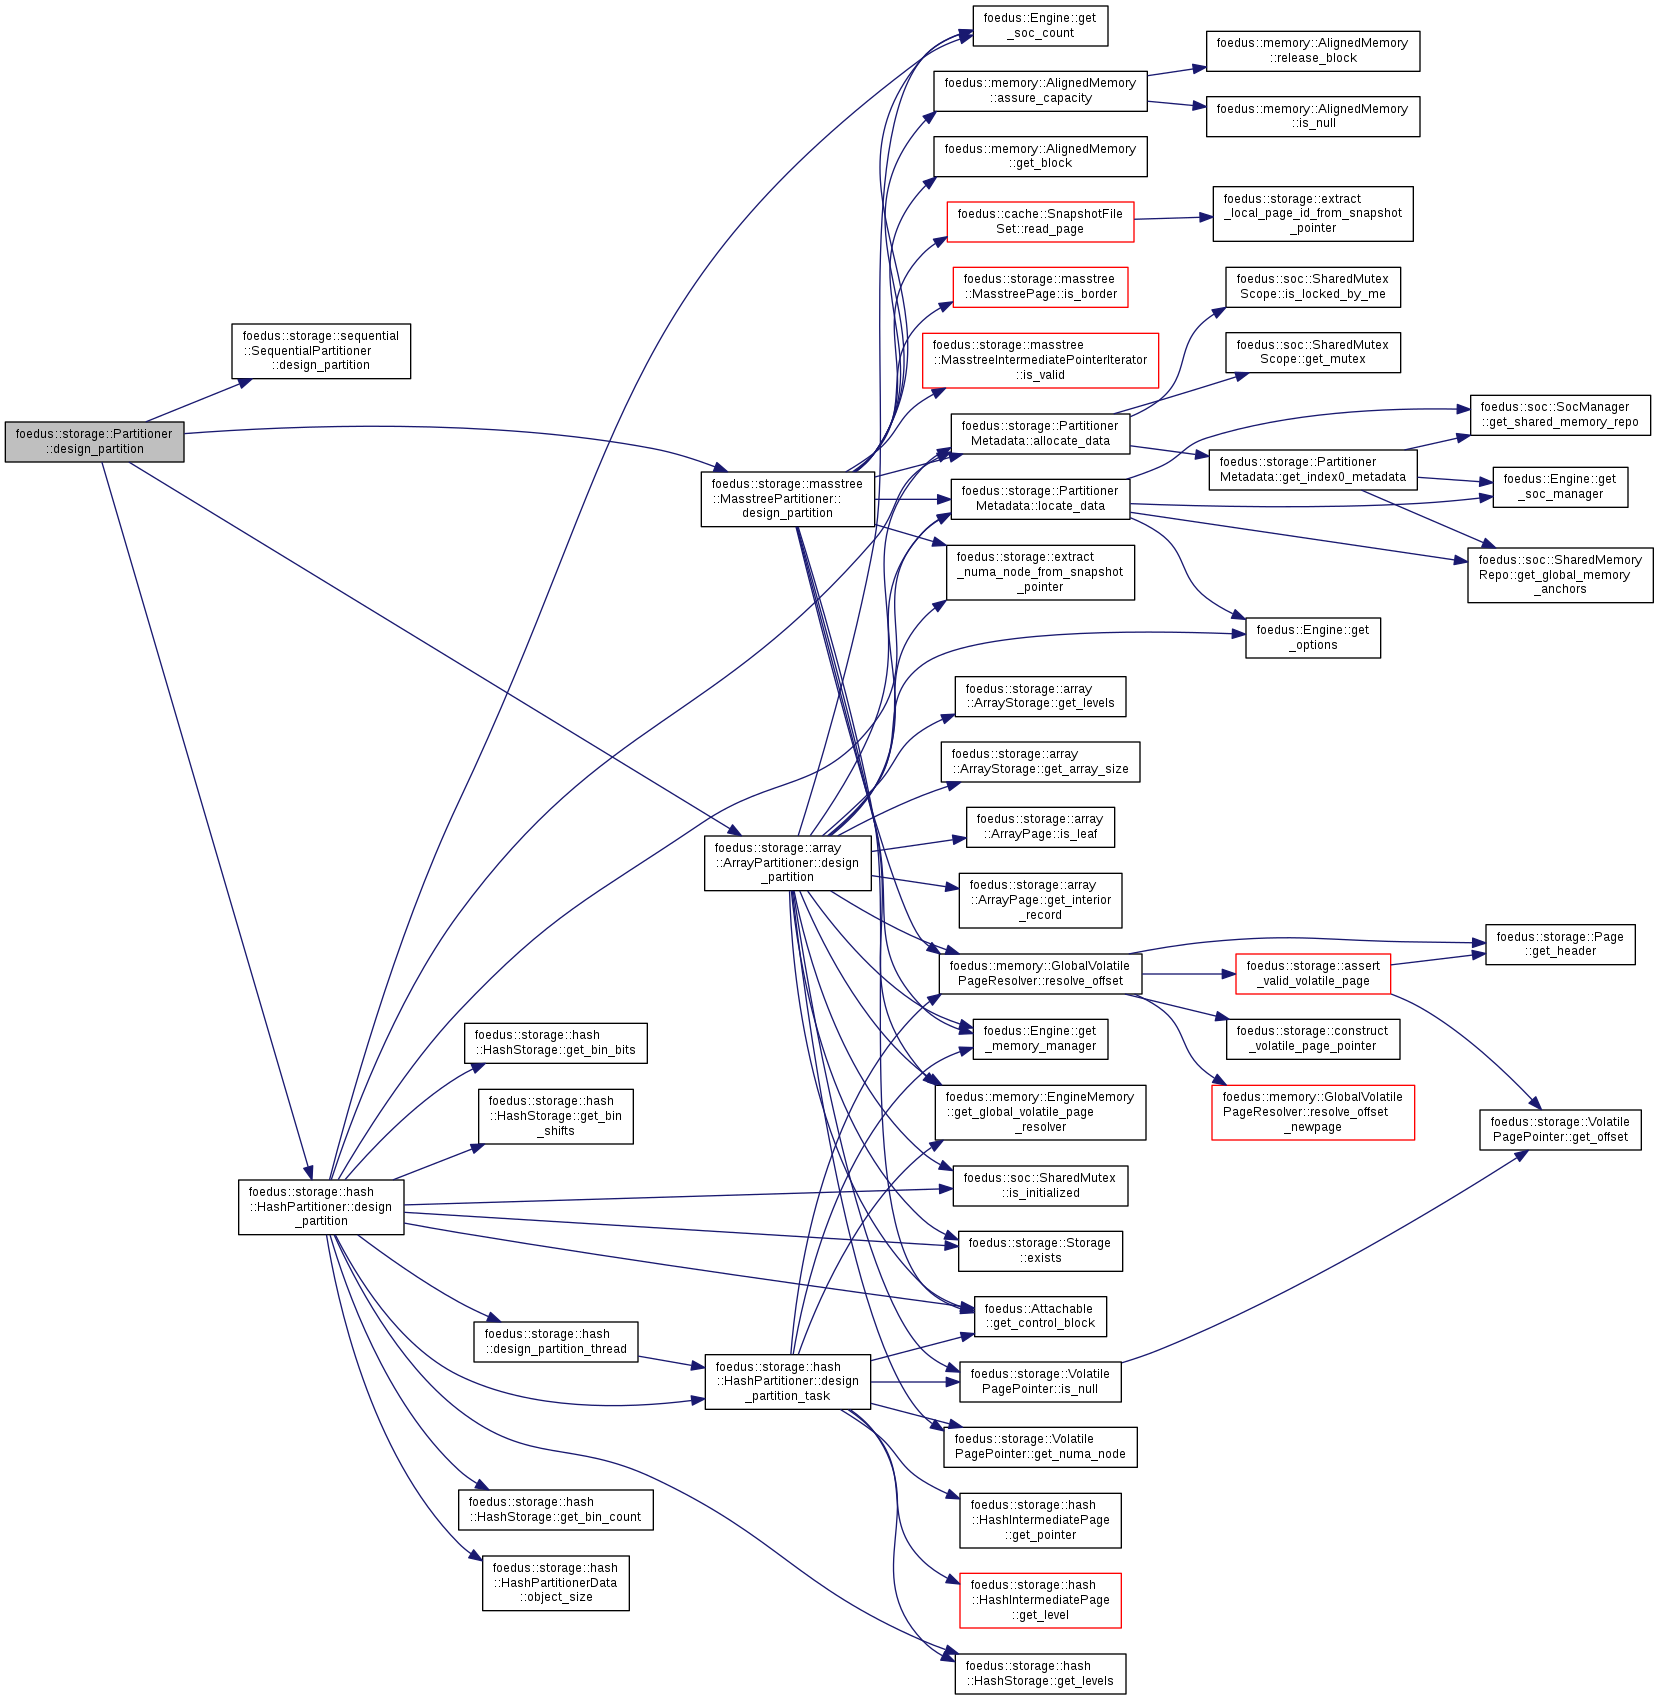 foedus::storage::Partitioner
::design_partition
foedus::storage::sequential
::SequentialPartitioner
::design_partition
foedus::storage::masstree
::MasstreePartitioner::
design_partition
foedus::storage::array
::ArrayPartitioner::design
_partition
foedus::storage::hash
::HashStorage::get_bin_bits
foedus::storage::hash
::HashStorage::get_bin
_shifts
foedus::storage::hash
::HashPartitioner::design
_partition
foedus::storage::hash
::design_partition_thread
foedus::storage::hash
::HashPartitioner::design
_partition_task
foedus::storage::hash
::HashStorage::get_bin_count
foedus::storage::hash
::HashPartitionerData
::object_size
foedus::Engine::get
_soc_count
foedus::memory::AlignedMemory
::assure_capacity
foedus::memory::AlignedMemory
::get_block
foedus::cache::SnapshotFile
Set::read_page
foedus::storage::masstree
::MasstreePage::is_border
foedus::storage::masstree
::MasstreeIntermediatePointerIterator
::is_valid
foedus::storage::Partitioner
Metadata::allocate_data
foedus::storage::Partitioner
Metadata::locate_data
foedus::storage::extract
_numa_node_from_snapshot
_pointer
foedus::storage::array
::ArrayStorage::get_levels
foedus::storage::array
::ArrayStorage::get_array_size
foedus::storage::array
::ArrayPage::is_leaf
foedus::storage::array
::ArrayPage::get_interior
_record
foedus::memory::GlobalVolatile
PageResolver::resolve_offset
foedus::Engine::get
_memory_manager
foedus::memory::EngineMemory
::get_global_volatile_page
_resolver
foedus::soc::SharedMutex
::is_initialized
foedus::storage::Storage
::exists
foedus::Attachable
::get_control_block
foedus::storage::Volatile
PagePointer::is_null
foedus::storage::Volatile
PagePointer::get_numa_node
foedus::storage::hash
::HashIntermediatePage
::get_pointer
foedus::storage::hash
::HashIntermediatePage
::get_level
foedus::storage::hash
::HashStorage::get_levels
foedus::memory::AlignedMemory
::release_block
foedus::memory::AlignedMemory
::is_null
foedus::storage::extract
_local_page_id_from_snapshot
_pointer
foedus::soc::SharedMutex
Scope::is_locked_by_me
foedus::soc::SharedMutex
Scope::get_mutex
foedus::storage::Partitioner
Metadata::get_index0_metadata
foedus::Engine::get
_options
foedus::storage::assert
_valid_volatile_page
foedus::storage::construct
_volatile_page_pointer
foedus::memory::GlobalVolatile
PageResolver::resolve_offset
_newpage
foedus::soc::SocManager
::get_shared_memory_repo
foedus::Engine::get
_soc_manager
foedus::soc::SharedMemory
Repo::get_global_memory
_anchors
foedus::storage::Page
::get_header
foedus::storage::Volatile
PagePointer::get_offset